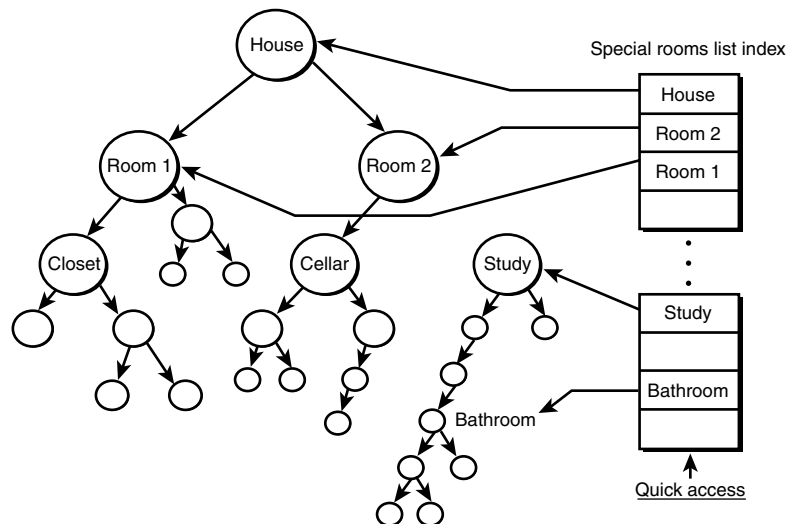 House
Special rooms list index
House
Room 2
Room 1
Room 1
Room 2
Closet
Cellar
Study
Study
Bathroom
Bathroom
Quick access